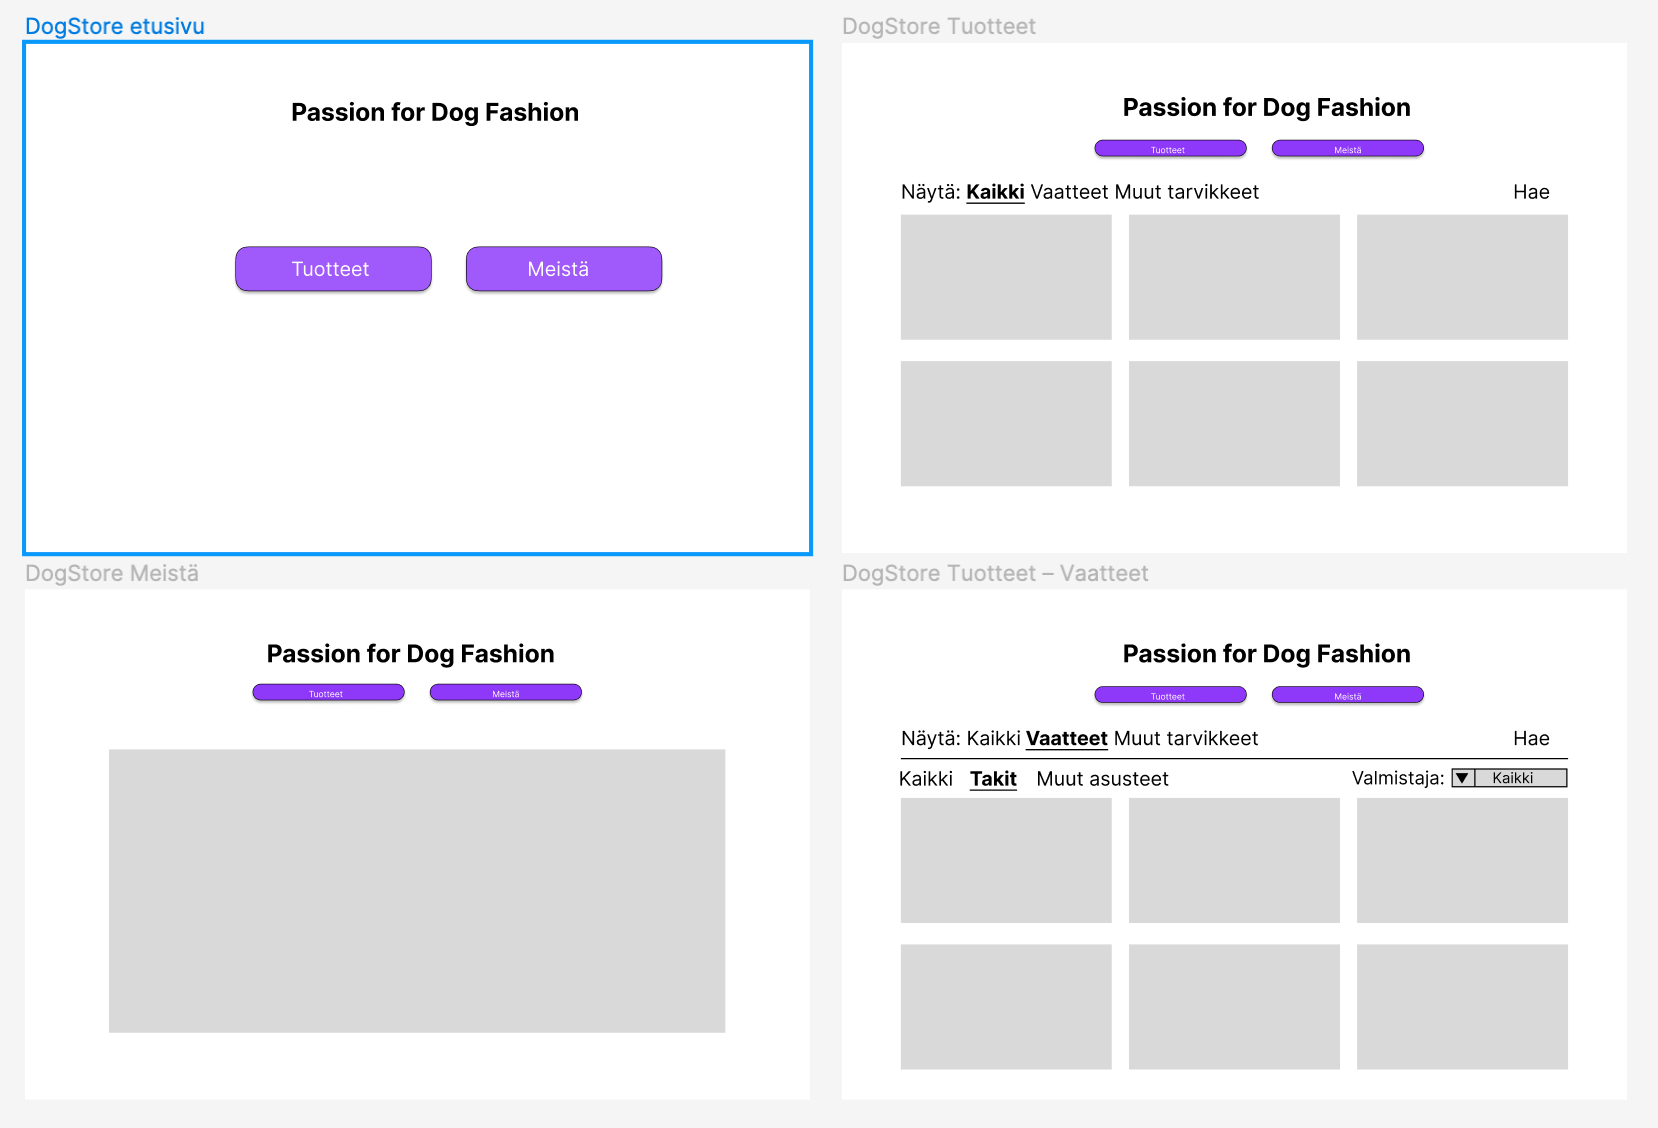 DogStore etusivu
Passion for Dog Fashion
Tuotteet Meistä
DogStore Tuotteet
Passion for Dog Fashion
Tuotteet Meistä
Näytä: Kaikki Vaatteet Muut tarvikkeet Hae
DogStore Meistä
Passion for Dog Fashion
Tuotteet Meistä
DogStore Tuotteet – Vaatteet
Passion for Dog Fashion
Tuotteet Meistä
Näytä: Kaikki Vaatteet Muut tarvikkeet Hae
Kaikki Takit Muut asusteet Valmistaja: Kaikki